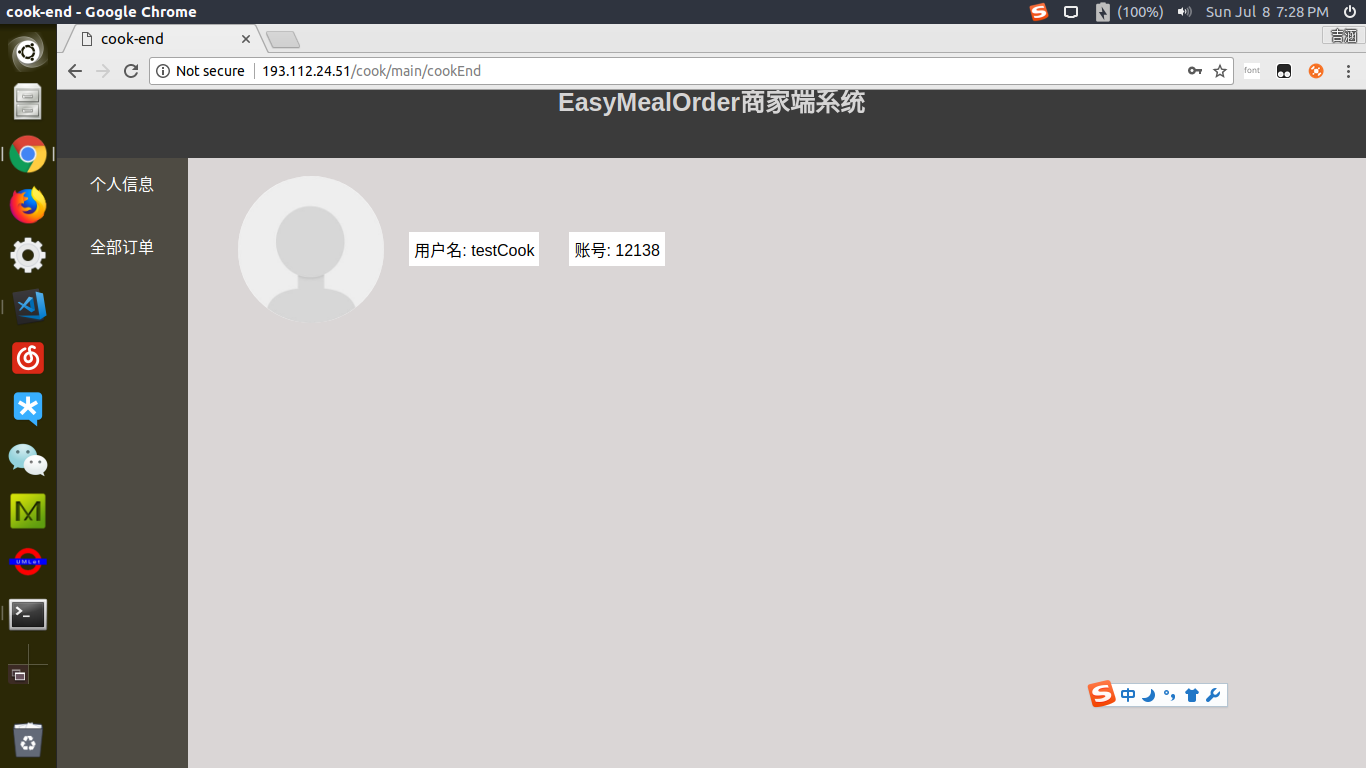 cook-end - Google Chrome
(100%)
Sun Jul 8 7:28 PM
cook-end
吉涵
Not secure
193.112.24.51/cook/main/cookEnd
font
EasyMealOrder商家端系统
个人信息
用户名: testCook
账号: 12138
全部订单
UMLet
中